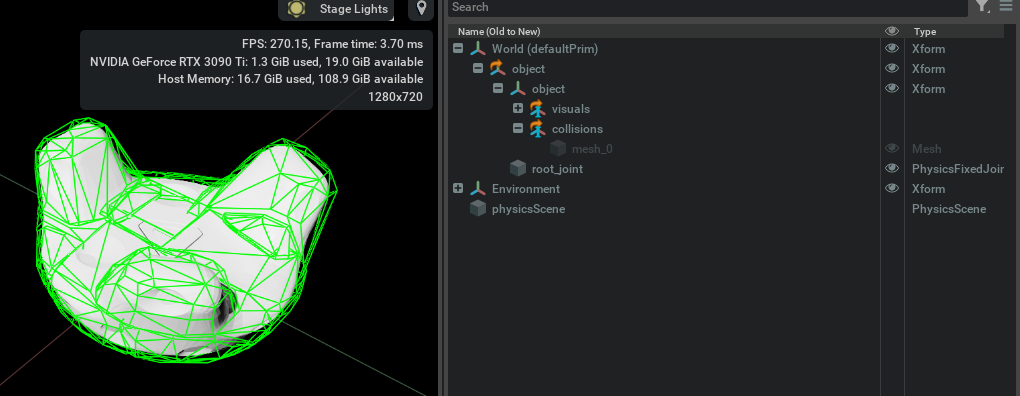 Stage Lights
FPS: 270.15, Frame time: 3.70 ms
NVIDIA GeForce RTX 3090 Ti: 1.3 GiB used, 19.0 GiB available
Host Memory: 16.7 GiB used, 108.9 GiB available
1280x720
Search
Name (Old to New) Type
World (defaultPrim) Xform
object Xform
object Xform
visuals
collisions
mesh_0 Mesh
root_joint PhysicsFixedJoin
Environment Xform
physicsScene PhysicsScene